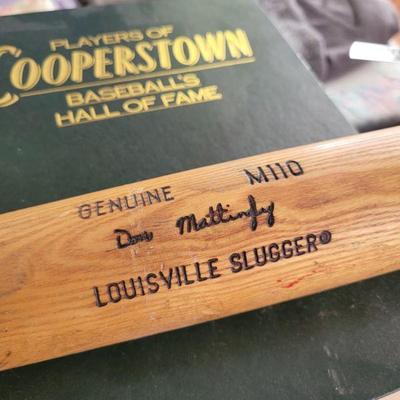 PLAYERS OF
COOPERSTOWN
BASEBALL'S
HALL OF FAME
GENUINE M110
Don Mattingly
LOUISVILLE SLUGGER®